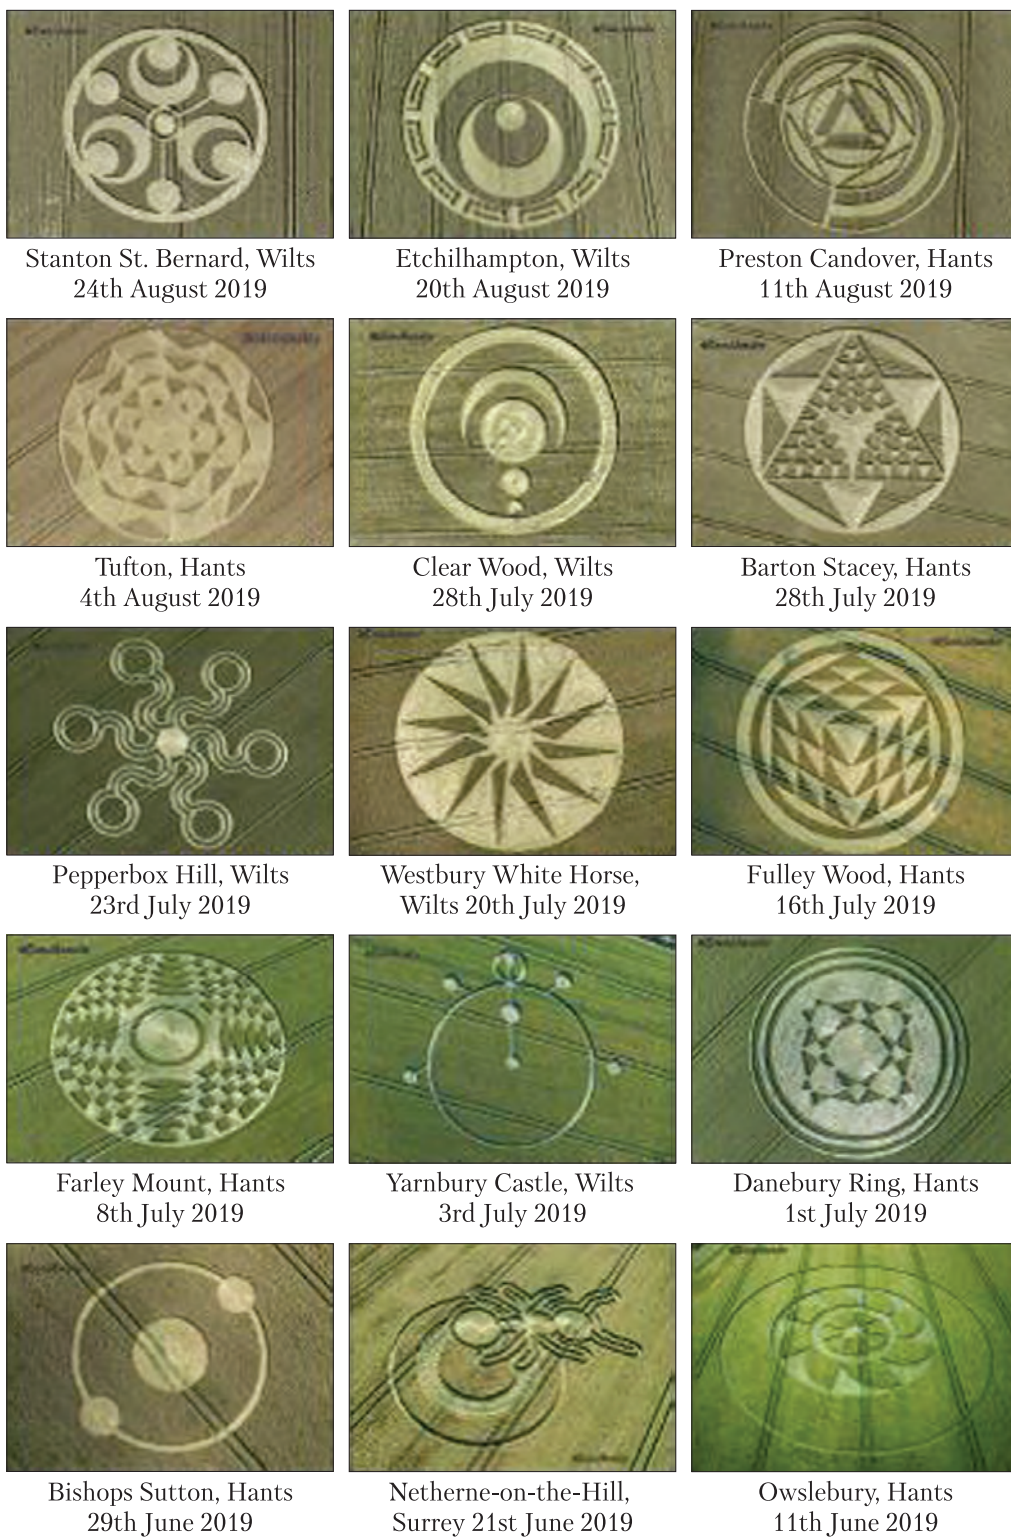 Stanton St. Bernard, Wilts
24th August 2019
Etchilhampton, Wilts
20th August 2019
Preston Candover, Hants
11th August 2019
Tufton, Hants
4th August 2019
Clear Wood, Wilts
28th July 2019
Barton Stacey, Hants
28th July 2019
Pepperbox Hill, Wilts
23rd July 2019
Westbury White Horse,
Wilts 20th July 2019
Fulley Wood, Hants
16th July 2019
Farley Mount, Hants
8th July 2019
Yarnbury Castle, Wilts
3rd July 2019
Danebury Ring, Hants
1st July 2019
Bishops Sutton, Hants
29th June 2019
Netherne-on-the-Hill,
Surrey 21st June 2019
Owslebury, Hants
11th June 2019